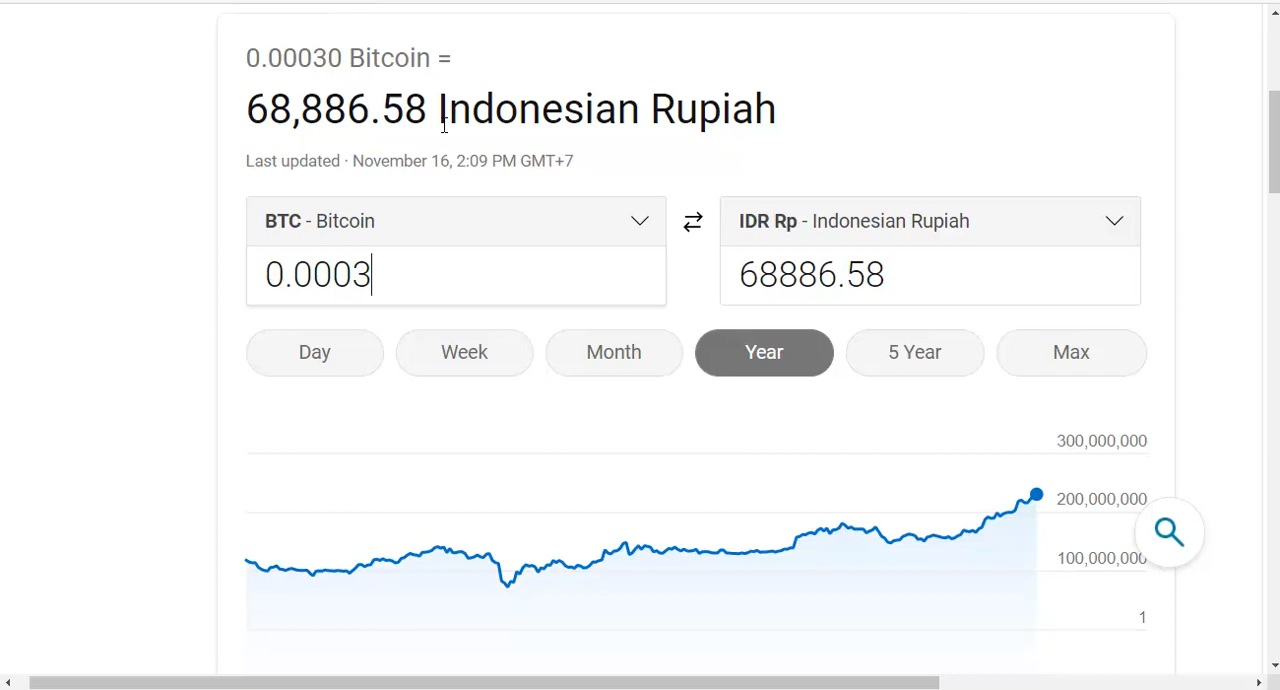 0.00030 Bitcoin =
68,886.58 Indonesian Rupiah
Last updated · November 16, 2:09 PM GMT+7
BTC - Bitcoin
IDR Rp - Indonesian Rupiah
0.0003
68886.58
Day Week Month Year 5 Year Max
300,000,000
200,000,000
100,000,000
1